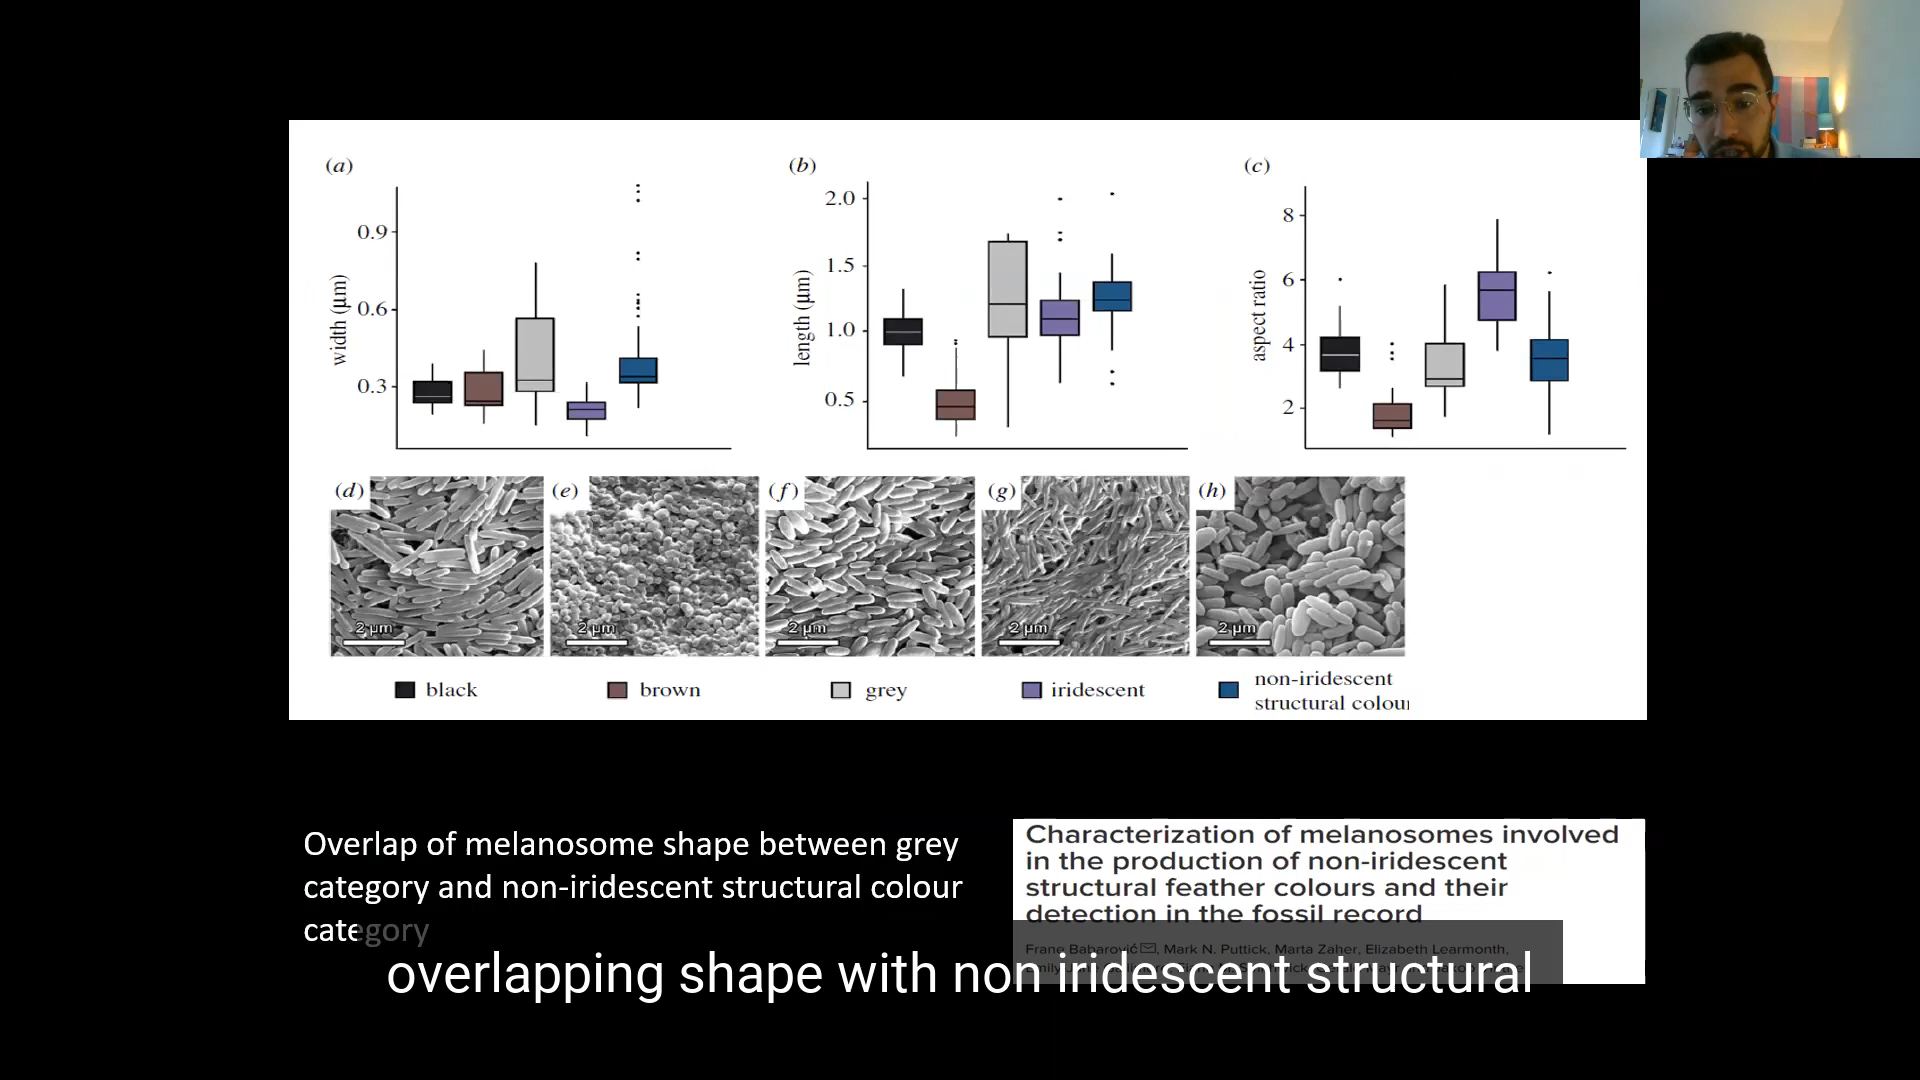 (a)
(b)
(c)
width (µm)
0.9
0.6
0.3
length (µm)
2.0
1.5
1.0
0.5
aspect ratio
8
6
4
2
(d)
(e)
(f)
(g)
(h)
2 µm
2 µm
2 µm
2 µm
2 µm
black
brown
grey
iridescent
non-iridescent
structural colour
Overlap of melanosome shape between grey
category and non-iridescent structural colour
category
Characterization of melanosomes involved
in the production of non-iridescent
structural feather colours and their
detection in the fossil record
Frane Babarović, Mark N. Puttick, Marta Zaher, Elizabeth Learmonth,
overlapping shape with non iridescent structural